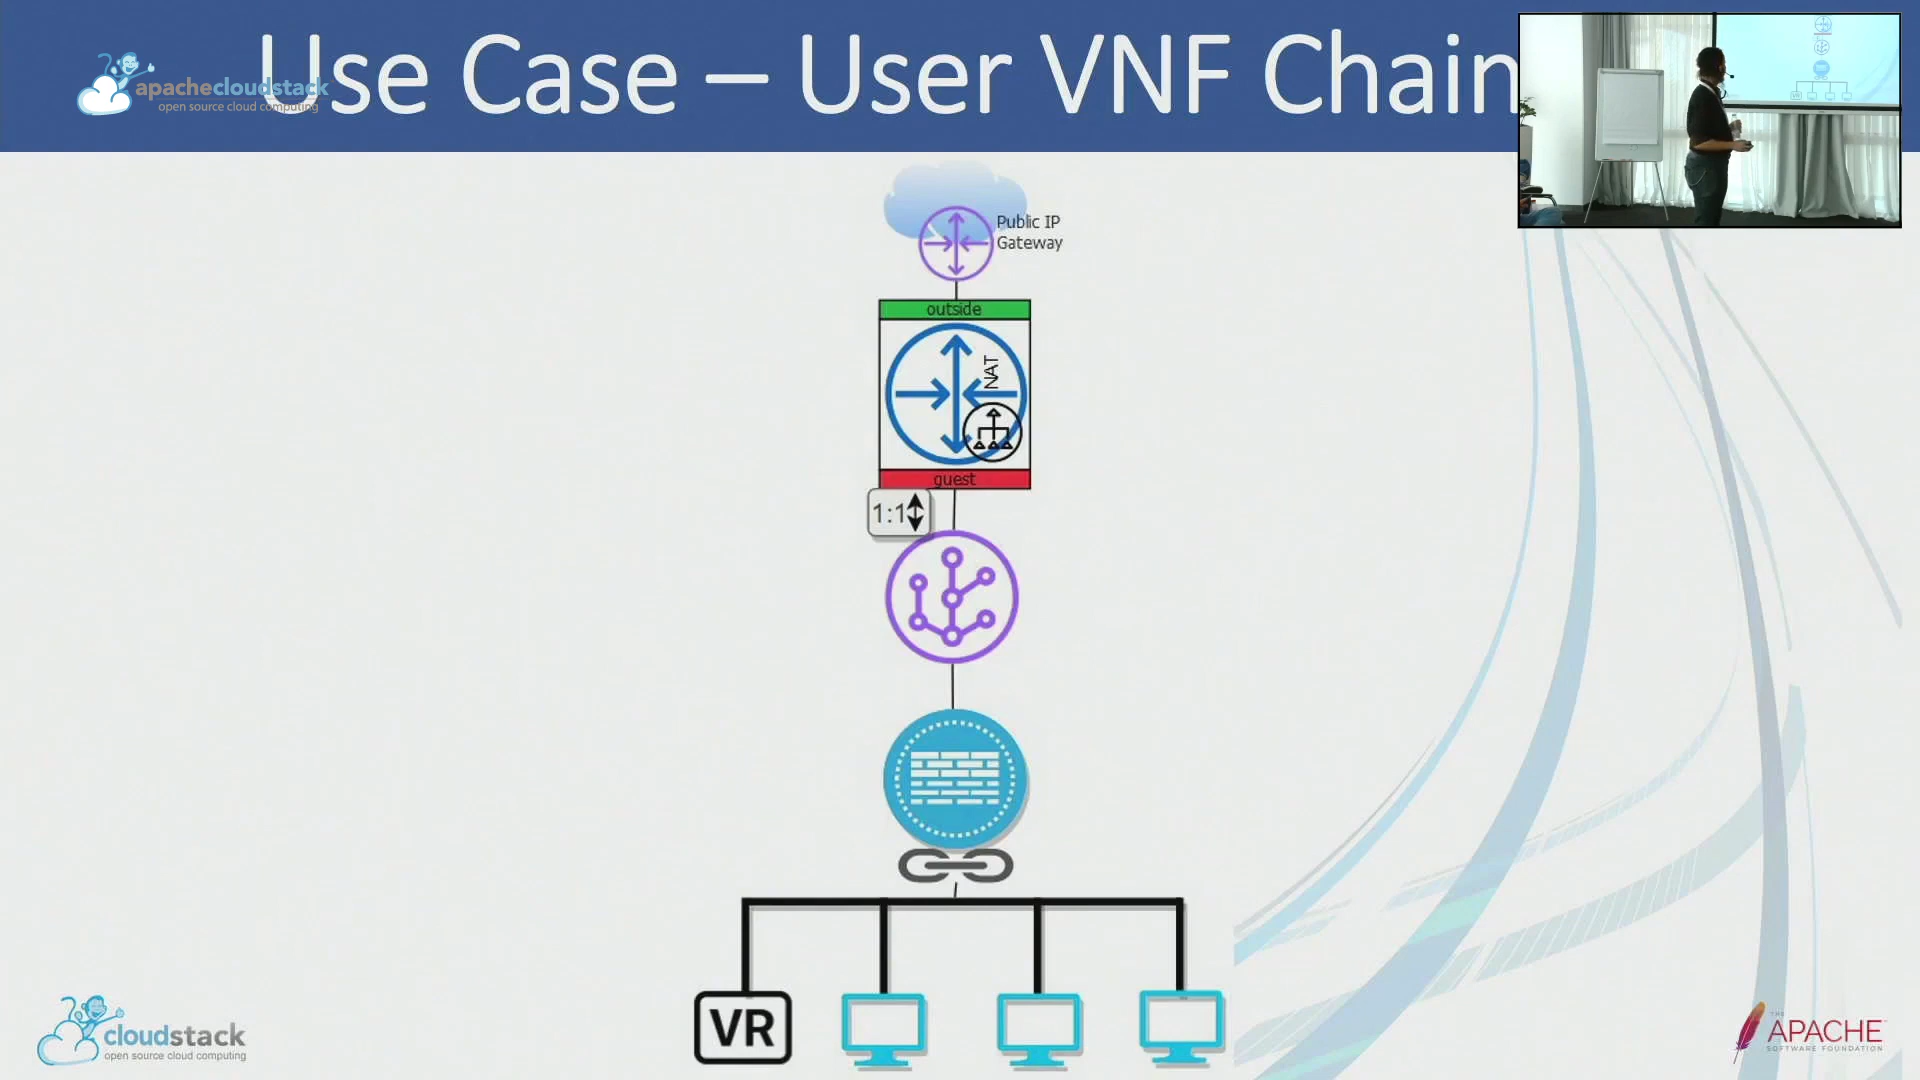 Use Case – User VNF Chain
apachecloudstack
open source cloud computing
Public IP
Gateway
outside
NAT
guest
1:1
VR
cloudstack
open source cloud computing
THE
APACHE
SOFTWARE FOUNDATION